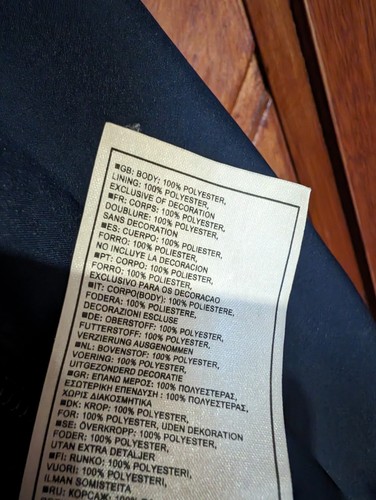 ■GB: BODY: 100% POLYESTER,
LINING: 100% POLYESTER,
EXCLUSIVE OF DECORATION
■FR: CORPS: 100% POLYESTER,
DOUBLURE: 100% POLYESTER,
SANS DECORATION
■ES: CUERPO: 100% POLIESTER,
FORRO: 100% POLIESTER,
NO INCLUYE LA DECORACION
■PT: CORPO: 100% POLIESTER,
FORRO: 100% POLIESTER,
EXCLUSIVO PARA OS DECORACAO
■IT: CORPO(BODY): 100% POLIESTERE,
FODERA: 100% POLIESTERE,
DECORAZIONI ESCLUSE
■DE: OBERSTOFF: 100% POLYESTER,
FUTTERSTOFF: 100% POLYESTER,
VERZIERUNG AUSGENOMMEN
■NL: BOVENSTOF: 100% POLYESTER,
VOERING: 100% POLYESTER,
UITGEZONDERD DECORATIE
■GR: ΕΠΑΝΩ ΜΕΡΟΣ: 100% ΠΟΛΥΕΣΤΕΡΑΣ,
ΕΣΩΤΕΡΙΚΗ ΕΠΕΝΔΥΣΗ : 100% ΠΟΛΥΕΣΤΕΡΑΣ,
ΧΩΡΙΣ ΔΙΑΚΟΣΜΗΤΙΚΑ
■DK: KROP: 100% POLYESTER,
FOR: 100% POLYESTER, UDEN DEKORATION
■SE: ÖVERKROPP: 100% POLYESTER,
FODER: 100% POLYESTER,
UTAN EXTRA DETALJER
■FI: RUNKO: 100% POLYESTERI,
VUORI: 100% POLYESTERI,
ILMAN SOMISTEITA
■RU: КОРСАЖ: 100%